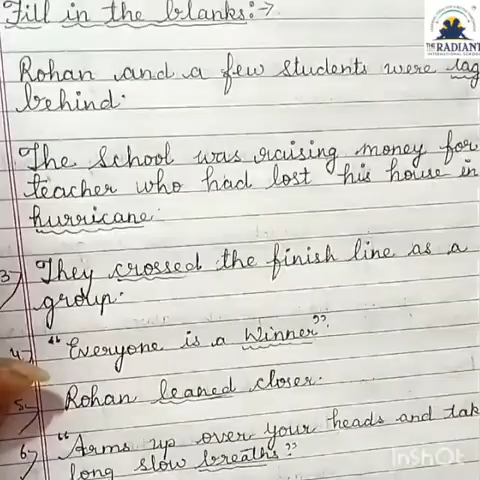 Fill in the blanks:→
THE RADIANT
INTERNATIONAL SCHOOL
Rohan and a few students were lag
behind.
The School was raising money for
teacher who had lost his house in
hurricane.
3) They crossed the finish line as a
group.
4→ "Everyone is a Winner".
5 Rohan leaned closer.
6) "Arms up over your heads and tak
long slow breaths"
InShOt